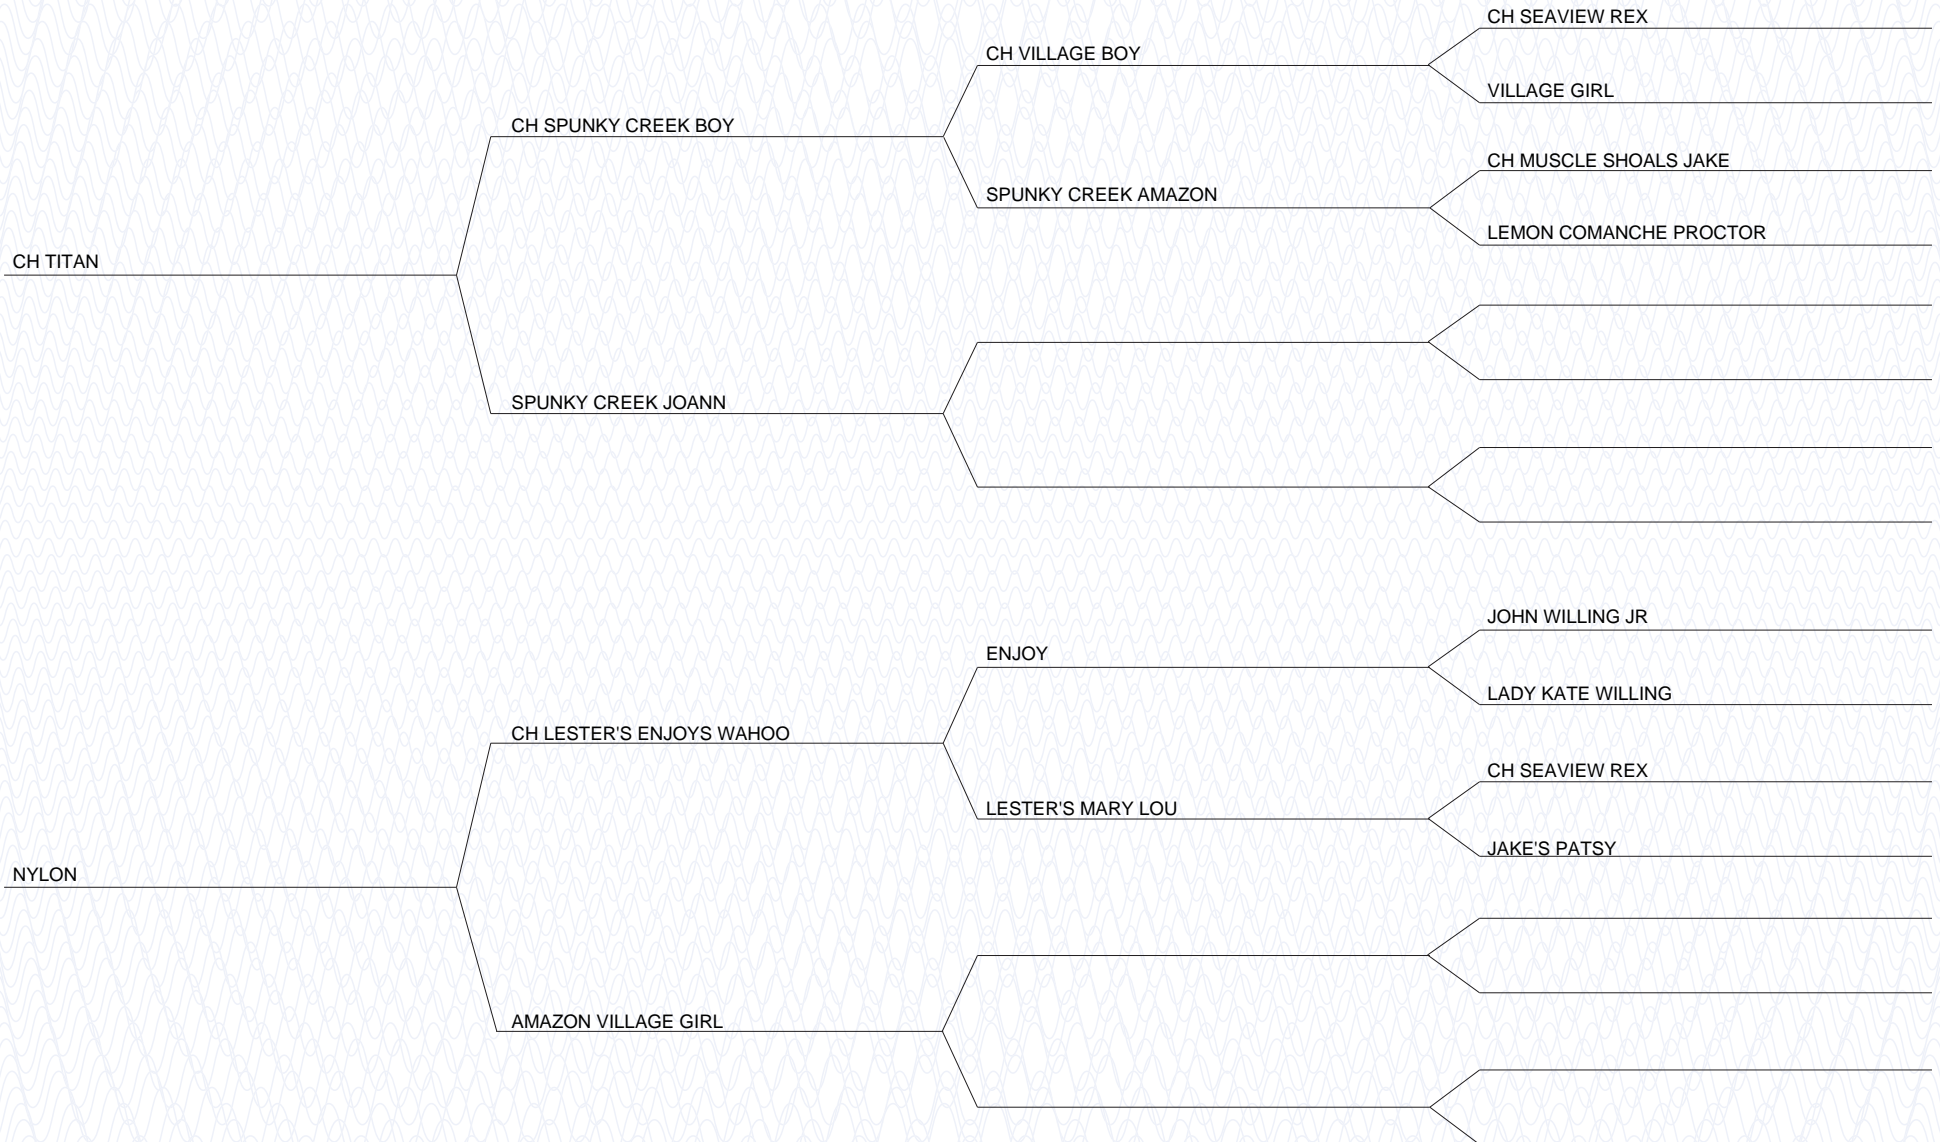 CH SEAVIEW REX
CH VILLAGE BOY
VILLAGE GIRL
CH SPUNKY CREEK BOY
CH MUSCLE SHOALS JAKE
SPUNKY CREEK AMAZON
LEMON COMANCHE PROCTOR
CH TITAN
SPUNKY CREEK JOANN
JOHN WILLING JR
ENJOY
LADY KATE WILLING
CH LESTER'S ENJOYS WAHOO
CH SEAVIEW REX
LESTER'S MARY LOU
JAKE'S PATSY
NYLON
AMAZON VILLAGE GIRL